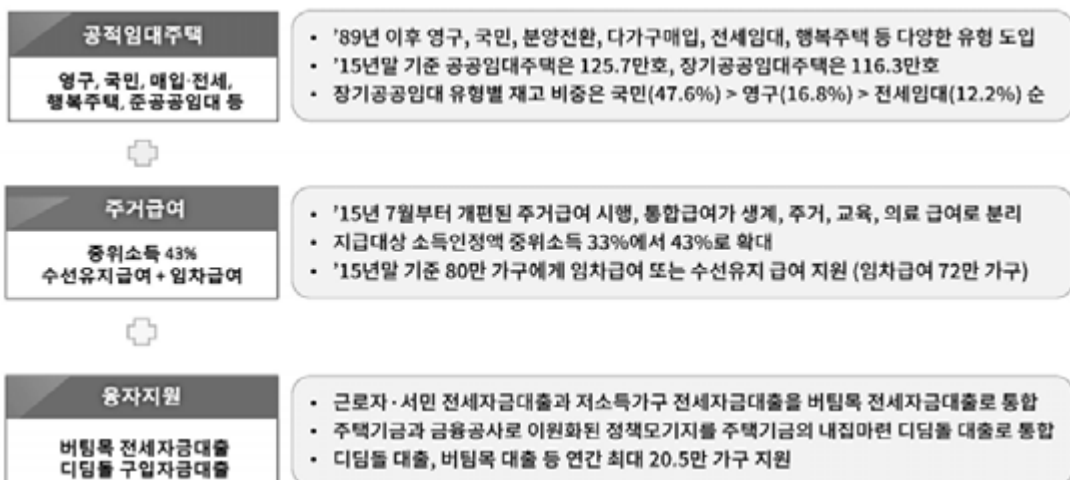 공적임대주택
영구, 국민, 매입·전세,
행복주택, 준공공임대 등
• '89년 이후 영구, 국민, 분양전환, 다가구매입, 전세임대, 행복주택 등 다양한 유형 도입
• '15년말 기준 공공임대주택은 125.7만호, 장기공공임대주택은 116.3만호
• 장기공공임대 유형별 재고 비중은 국민(47.6%) > 영구(16.8%) > 전세임대(12.2%) 순
주거급여
중위소득 43%
수선유지급여 + 임차급여
• '15년 7월부터 개편된 주거급여 시행, 통합급여가 생계, 주거, 교육, 의료 급여로 분리
• 지급대상 소득인정액 중위소득 33%에서 43%로 확대
• '15년말 기준 80만 가구에게 임차급여 또는 수선유지 급여 지원 (임차급여 72만 가구)
융자지원
버팀목 전세자금대출
디딤돌 구입자금대출
• 근로자·서민 전세자금대출과 저소득가구 전세자금대출을 버팀목 전세자금대출로 통합
• 주택기금과 금융공사로 이원화된 정책모기지를 주택기금의 내집마련 디딤돌 대출로 통합
• 디딤돌 대출, 버팀목 대출 등 연간 최대 20.5만 가구 지원